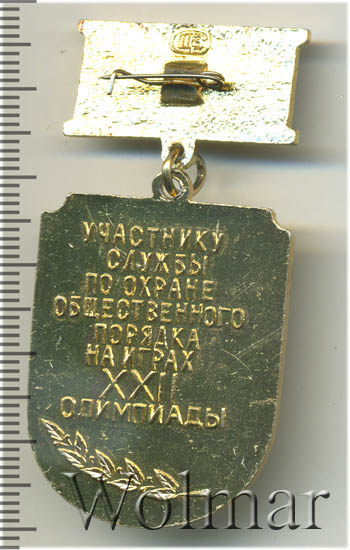 УЧАСТНИКУ
СЛУЖБЫ
ПО ОХРАНЕ
ОБЩЕСТВЕННОГО
ПОРЯДКА
НА ИГРАХ
XXII
ОЛИМПИАДЫ
Wolmar